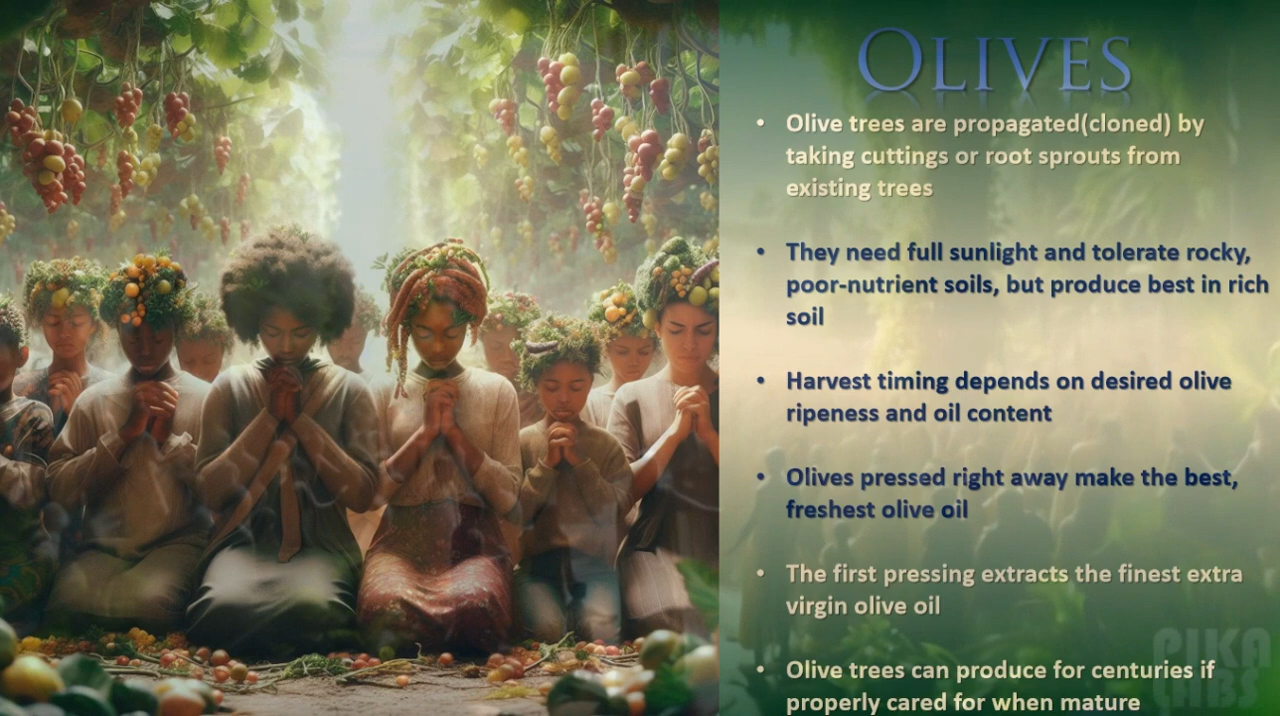 OLIVES
• Olive trees are propagated(cloned) by
taking cuttings or root sprouts from
existing trees
• They need full sunlight and tolerate rocky,
poor-nutrient soils, but produce best in rich
soil
• Harvest timing depends on desired olive
ripeness and oil content
• Olives pressed right away make the best,
freshest olive oil
• The first pressing extracts the finest extra
virgin olive oil
• Olive trees can produce for centuries if
properly cared for when mature
PIKA
LABS